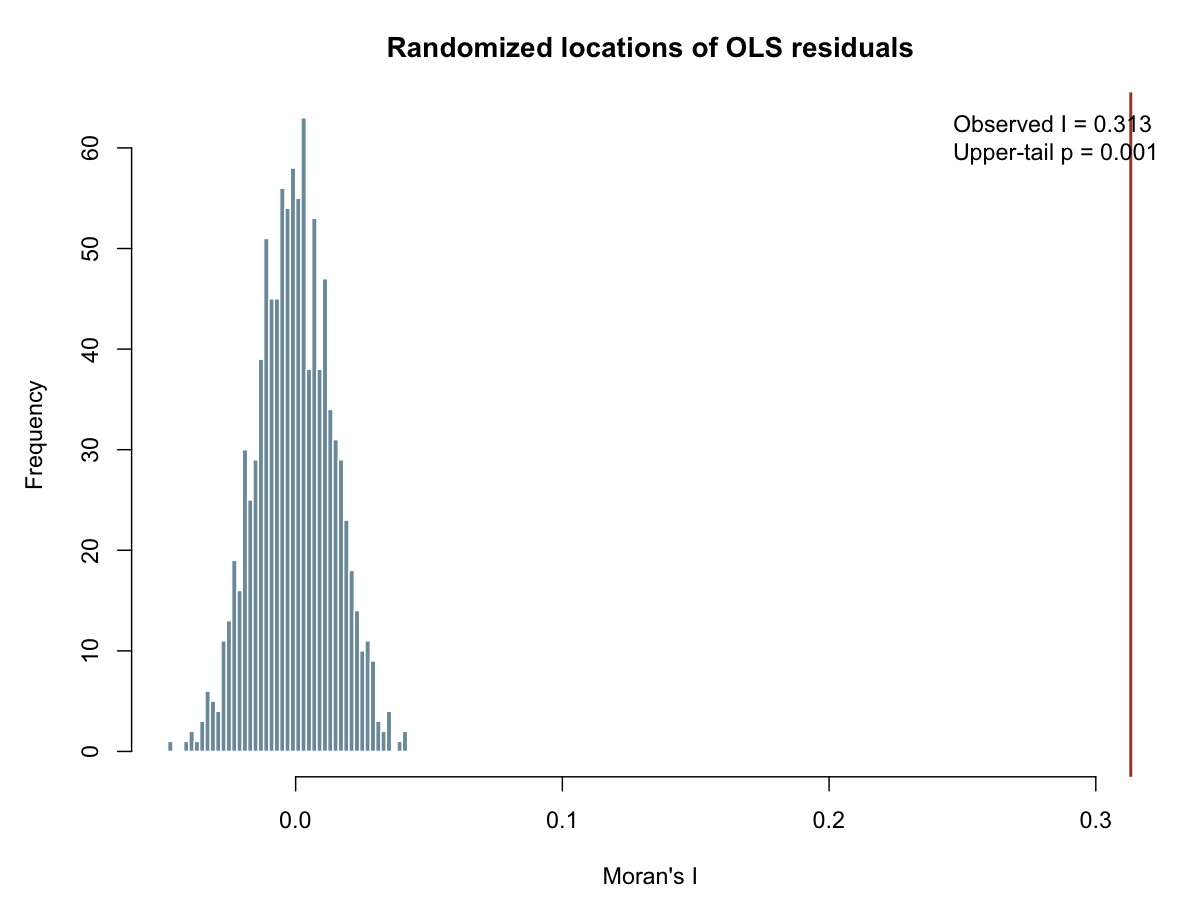 Randomized locations of OLS residuals
Observed I = 0.313
Upper-tail p = 0.001
Frequency
60
50
40
30
20
10
0
0.0 0.1 0.2 0.3
Moran's I